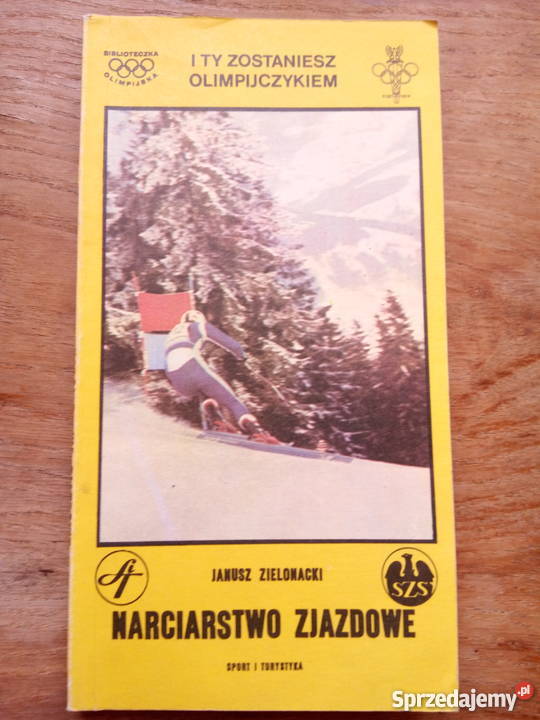 BIBLIOTECZKA
OLIMPIJSKA
I TY ZOSTANIESZ
OLIMPIJCZYKIEM
JANUSZ ZIELONACKI
SZS
NARCIARSTWO ZJAZDOWE
SPORT I TURYSTYKA
Sprzedajemy.pl